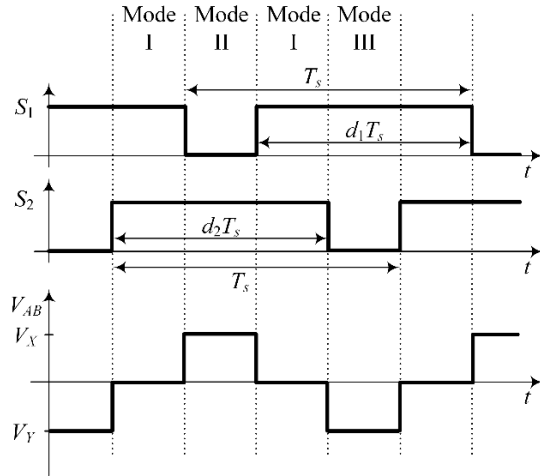 Mode Mode Mode Mode
I II I III
T_s
S_1
d_1T_s
t
S_2
d_2T_s
T_s
t
V_AB
V_X
t
V_Y